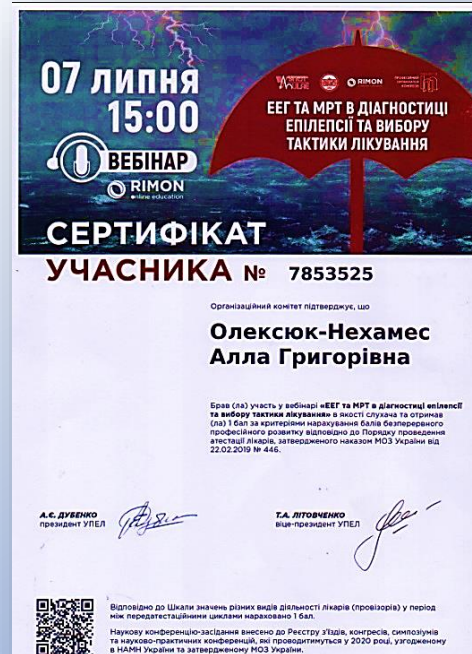 07 ЛИПНЯ
15:00
ВЕБІНАР
RIMON
online education
RIMON
ЕЕГ ТА МРТ В ДІАГНОСТИЦІ
ЕПІЛЕПСІЇ ТА ВИБОРУ
ТАКТИКИ ЛІКУВАННЯ
СЕРТИФІКАТ
УЧАСНИКА № 7853525
Організаційний комітет підтверджує, що
Олексюк-Нехамес
Алла Григорівна
Брав (ла) участь у вебінарі «ЕЕГ та МРТ в діагностиці епілепсії
та вибору тактики лікування» в якості слухача та отримав
(ла) 1 бал за критеріями нарахування балів безперервного
професійного розвитку відповідно до Порядку проведення
атестації лікарів, затвердженого наказом МОЗ України від
22.02.2019 № 446.
А.Є. ДУБЕНКО
президент УПЕЛ
Т.А. ЛІТОВЧЕНКО
віце-президент УПЕЛ
Відповідно до Шкали значень різних видів діяльності лікарів (провізорів) у період
між передатестаційними циклами нараховано 1 бал.
Наукову конференцію-засідання внесено до Реєстру з'їздів, конгресів, симпозіумів
та науково-практичних конференцій, які проводитимуться у 2020 році, узгодженому
в НАМН України та затвердженому МОЗ України.